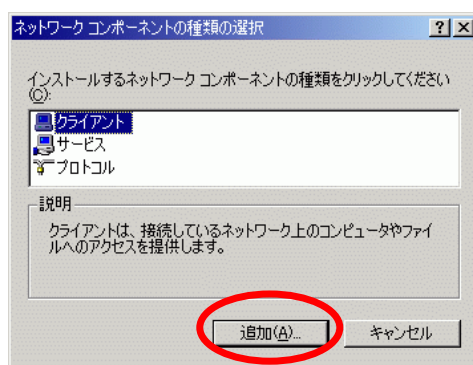 ネットワーク コンポーネントの種類の選択
インストールするネットワーク コンポーネントの種類をクリックしてください
(C):
クライアント
サービス
プロトコル
説明
クライアントは、接続しているネットワーク上のコンピュータやファイ
ルへのアクセスを提供します。
追加(A)...
キャンセル